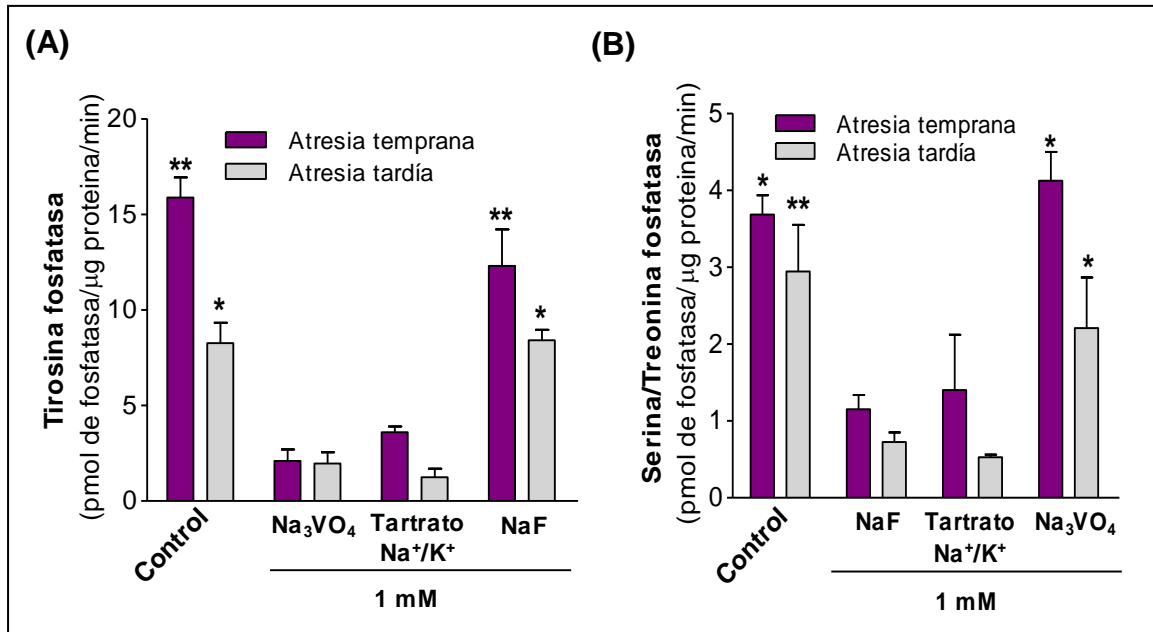 (A)
Tirosina fosfatasa
(pmol de fosfatasa/μg proteina/min)
20
15
10
5
0
Atresia temprana
Atresia tardía
**
*
**
*
Control
Na₃VO₄
Tartrato
Na⁺/K⁺
NaF
1 mM
(B)
Serina/Treonina fosfatasa
(pmol de fosfatasa/ μg proteina/min)
5
4
3
2
1
0
Atresia temprana
Atresia tardía
*
**
*
*
Control
NaF
Tartrato
Na⁺/K⁺
Na₃VO₄
1 mM